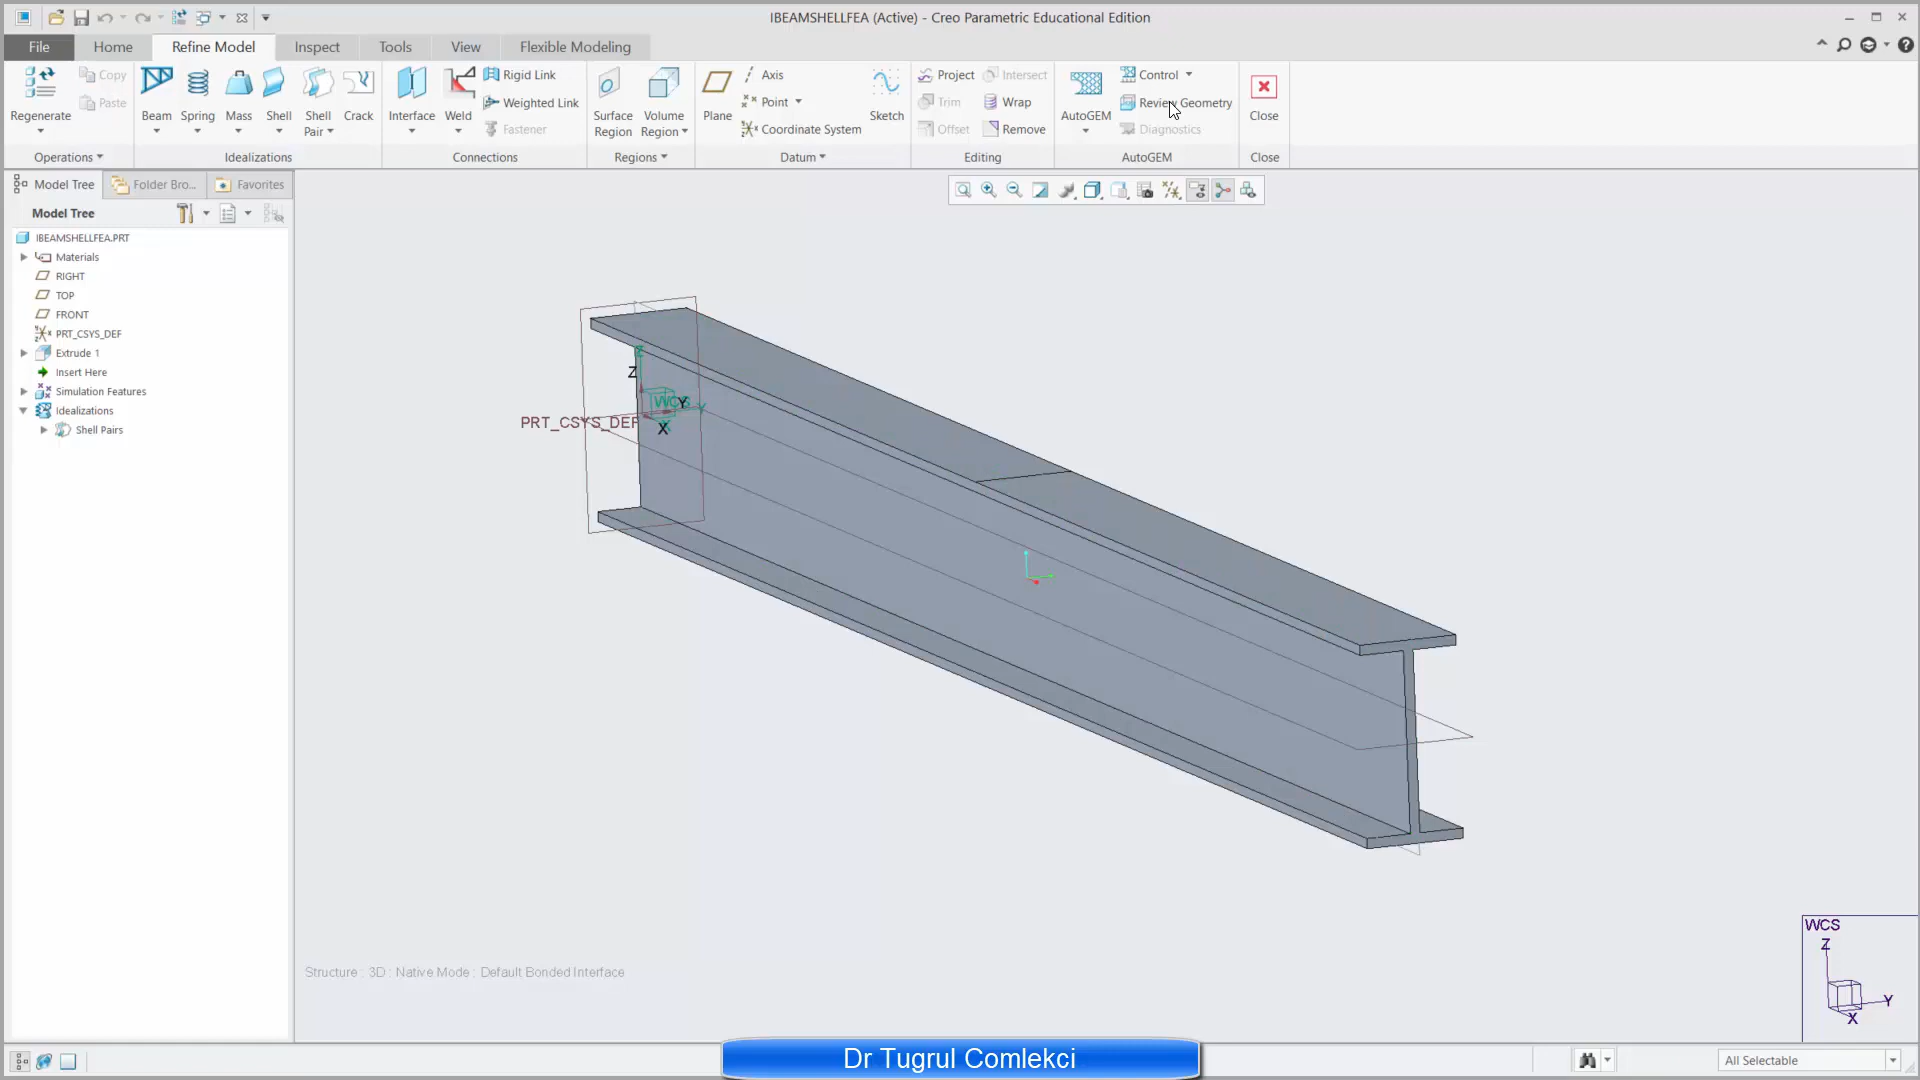 IBEAMSHELLFEA (Active) - Creo Parametric Educational Edition
File Home Refine Model Inspect Tools View Flexible Modeling
Regenerate
Copy
Paste
Operations
Beam
Spring
Mass
Shell
Shell
Pair
Crack
Idealizations
Interface
Weld
Rigid Link
Weighted Link
Fastener
Connections
Surface
Region
Volume
Region
Regions
Plane
Axis
Point
Coordinate System
Sketch
Datum
Project
Intersect
Trim
Wrap
Offset
Remove
Editing
AutoGEM
Control
Review Geometry
Diagnostics
AutoGEM
Close
Close
Model Tree
Folder Bro...
Favorites
Model Tree
IBEAMSHELLFEA.PRT
Materials
RIGHT
TOP
FRONT
PRT_CSYS_DEF
Extrude 1
Insert Here
Simulation Features
Idealizations
Shell Pairs
Z
Z
WCS
Y
Y
PRT_CSYS_DEF
X
Structure : 3D : Native Mode : Default Bonded Interface
WCS
Z
Y
X
Dr Tugrul Comlekci
All Selectable